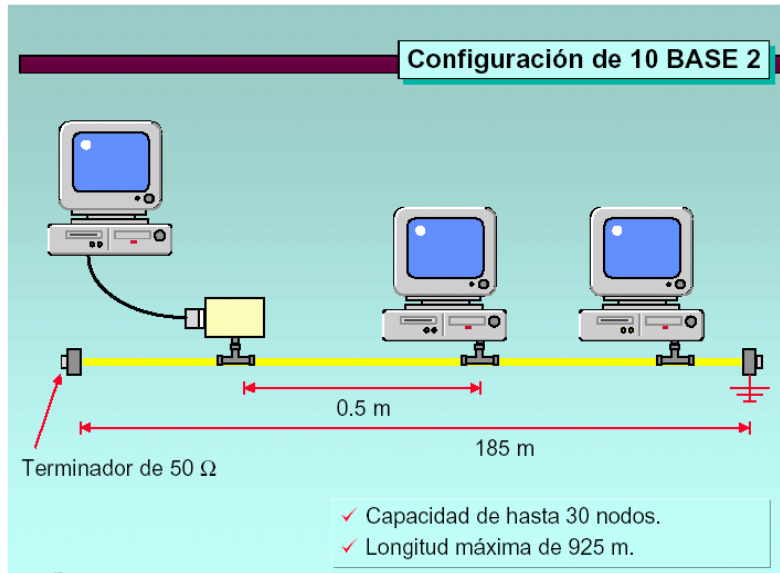 Configuración de 10 BASE 2
0.5 m
185 m
Terminador de 50 Ω
✓ Capacidad de hasta 30 nodos.
✓ Longitud máxima de 925 m.